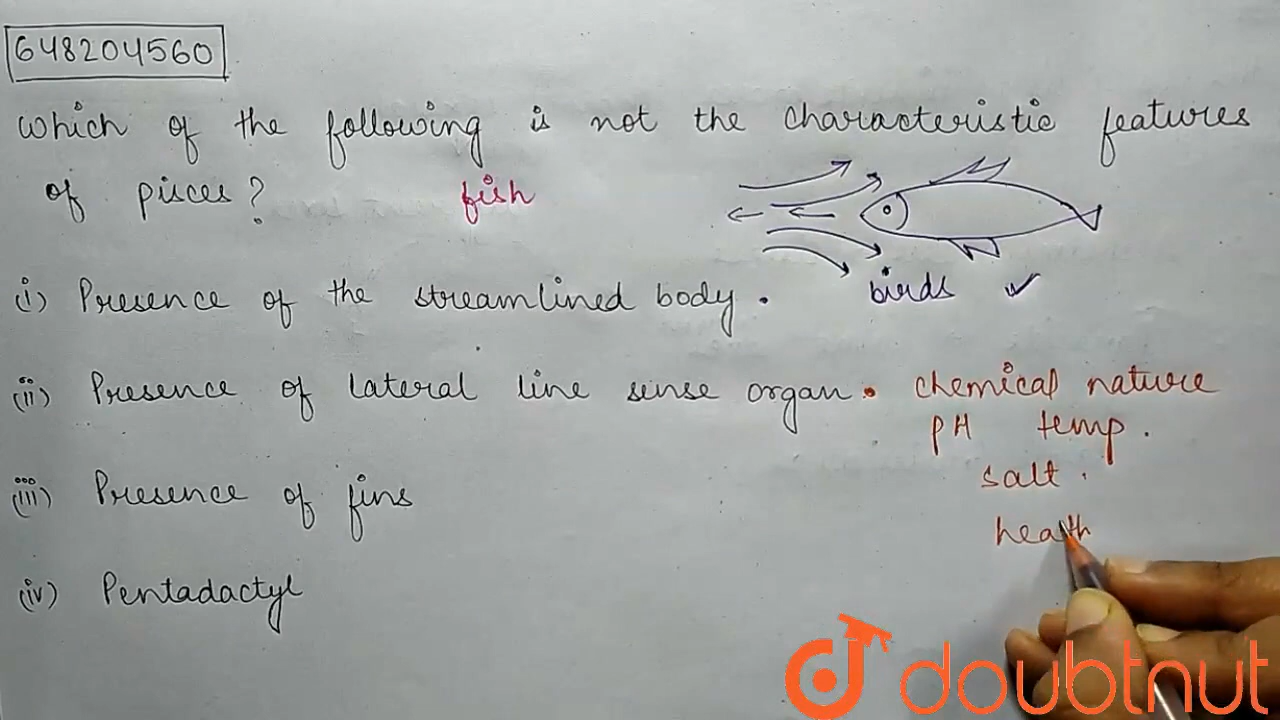 648204560
which of the following is not the characteristic features
of pisces?
fish
(i) Presence of the streamlined body.
birds
(ii) Presence of lateral line sense organ. chemical nature
pH temp.
salt.
(iii) Presence of fins
health
(iv) Pentadactyl
doubtnut